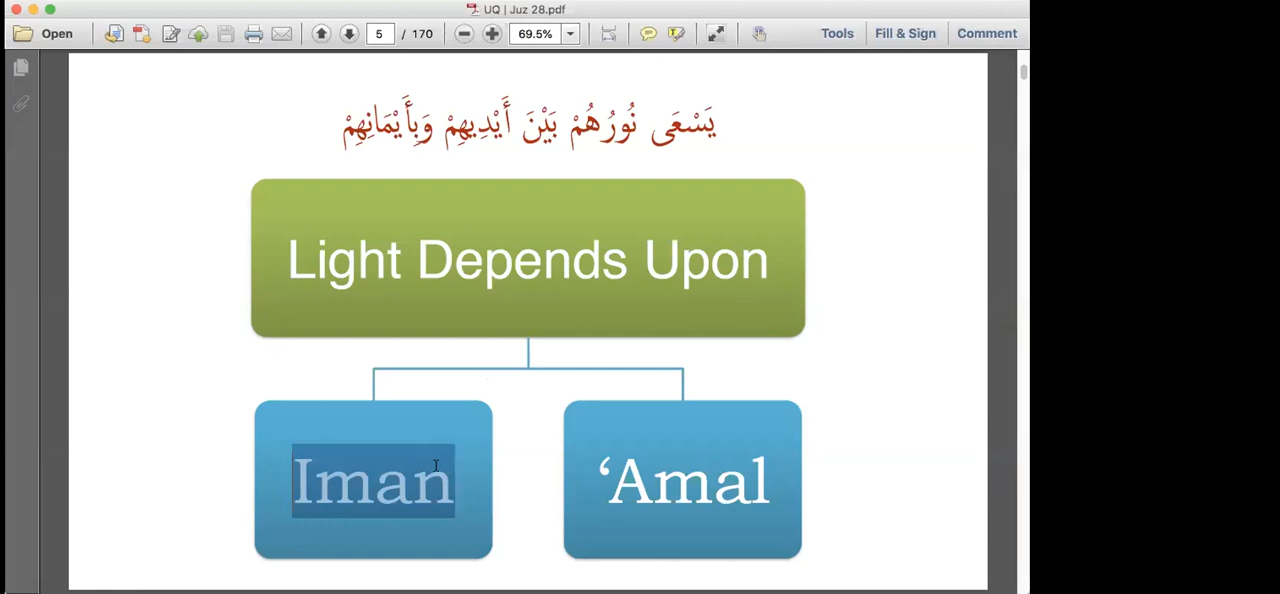 UQ | Juz 28.pdf
Open
5 / 170
69.5%
Tools
Fill & Sign
Comment
يَسْعَى نُورُهُمْ بَيْنَ أَيْدِيهِمْ وَبِأَيْمَانِهِمْ
Light Depends Upon
Iman
‘Amal